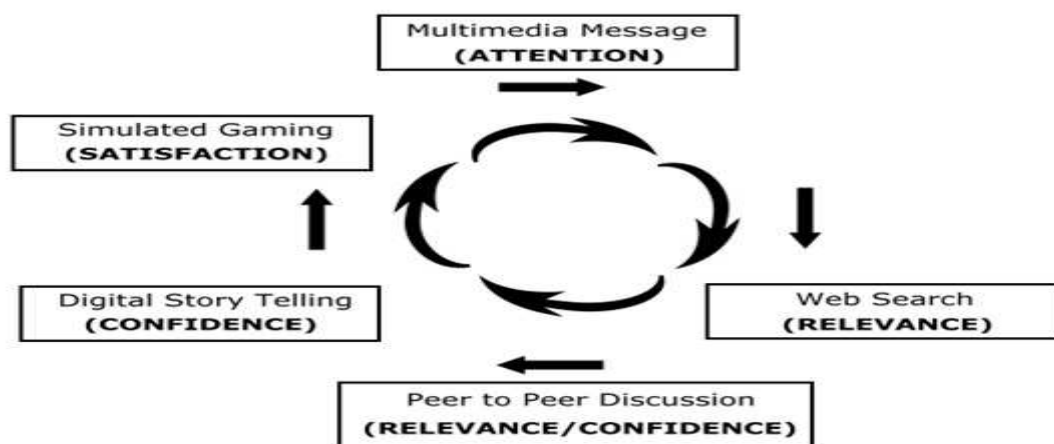 Multimedia Message
(ATTENTION)
Simulated Gaming
(SATISFACTION)
Digital Story Telling
(CONFIDENCE)
Web Search
(RELEVANCE)
Peer to Peer Discussion
(RELEVANCE/CONFIDENCE)